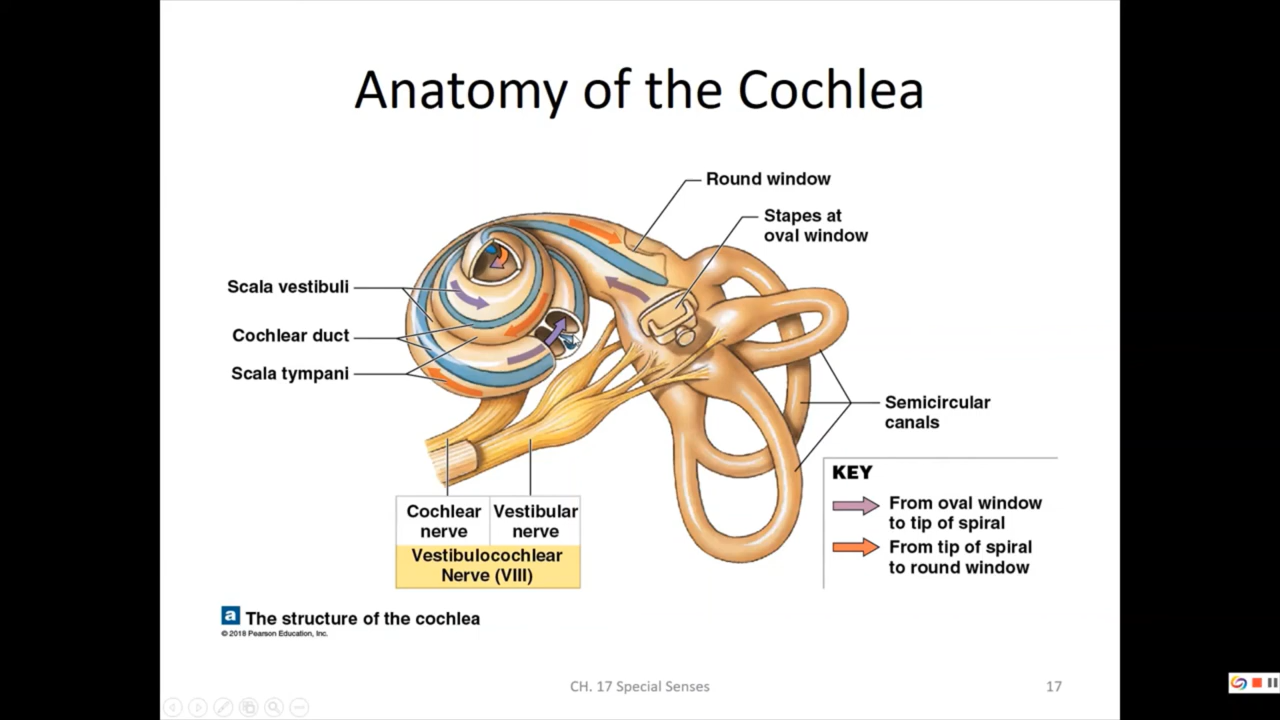 Anatomy of the Cochlea
Round window
Stapes at
oval window
Scala vestibuli
Cochlear duct
Scala tympani
Semicircular
canals
KEY
From oval window
to tip of spiral
From tip of spiral
to round window
Cochlear
nerve
Vestibular
nerve
Vestibulocochlear
Nerve (VIII)
a The structure of the cochlea
© 2018 Pearson Education, Inc.
CH. 17 Special Senses
17